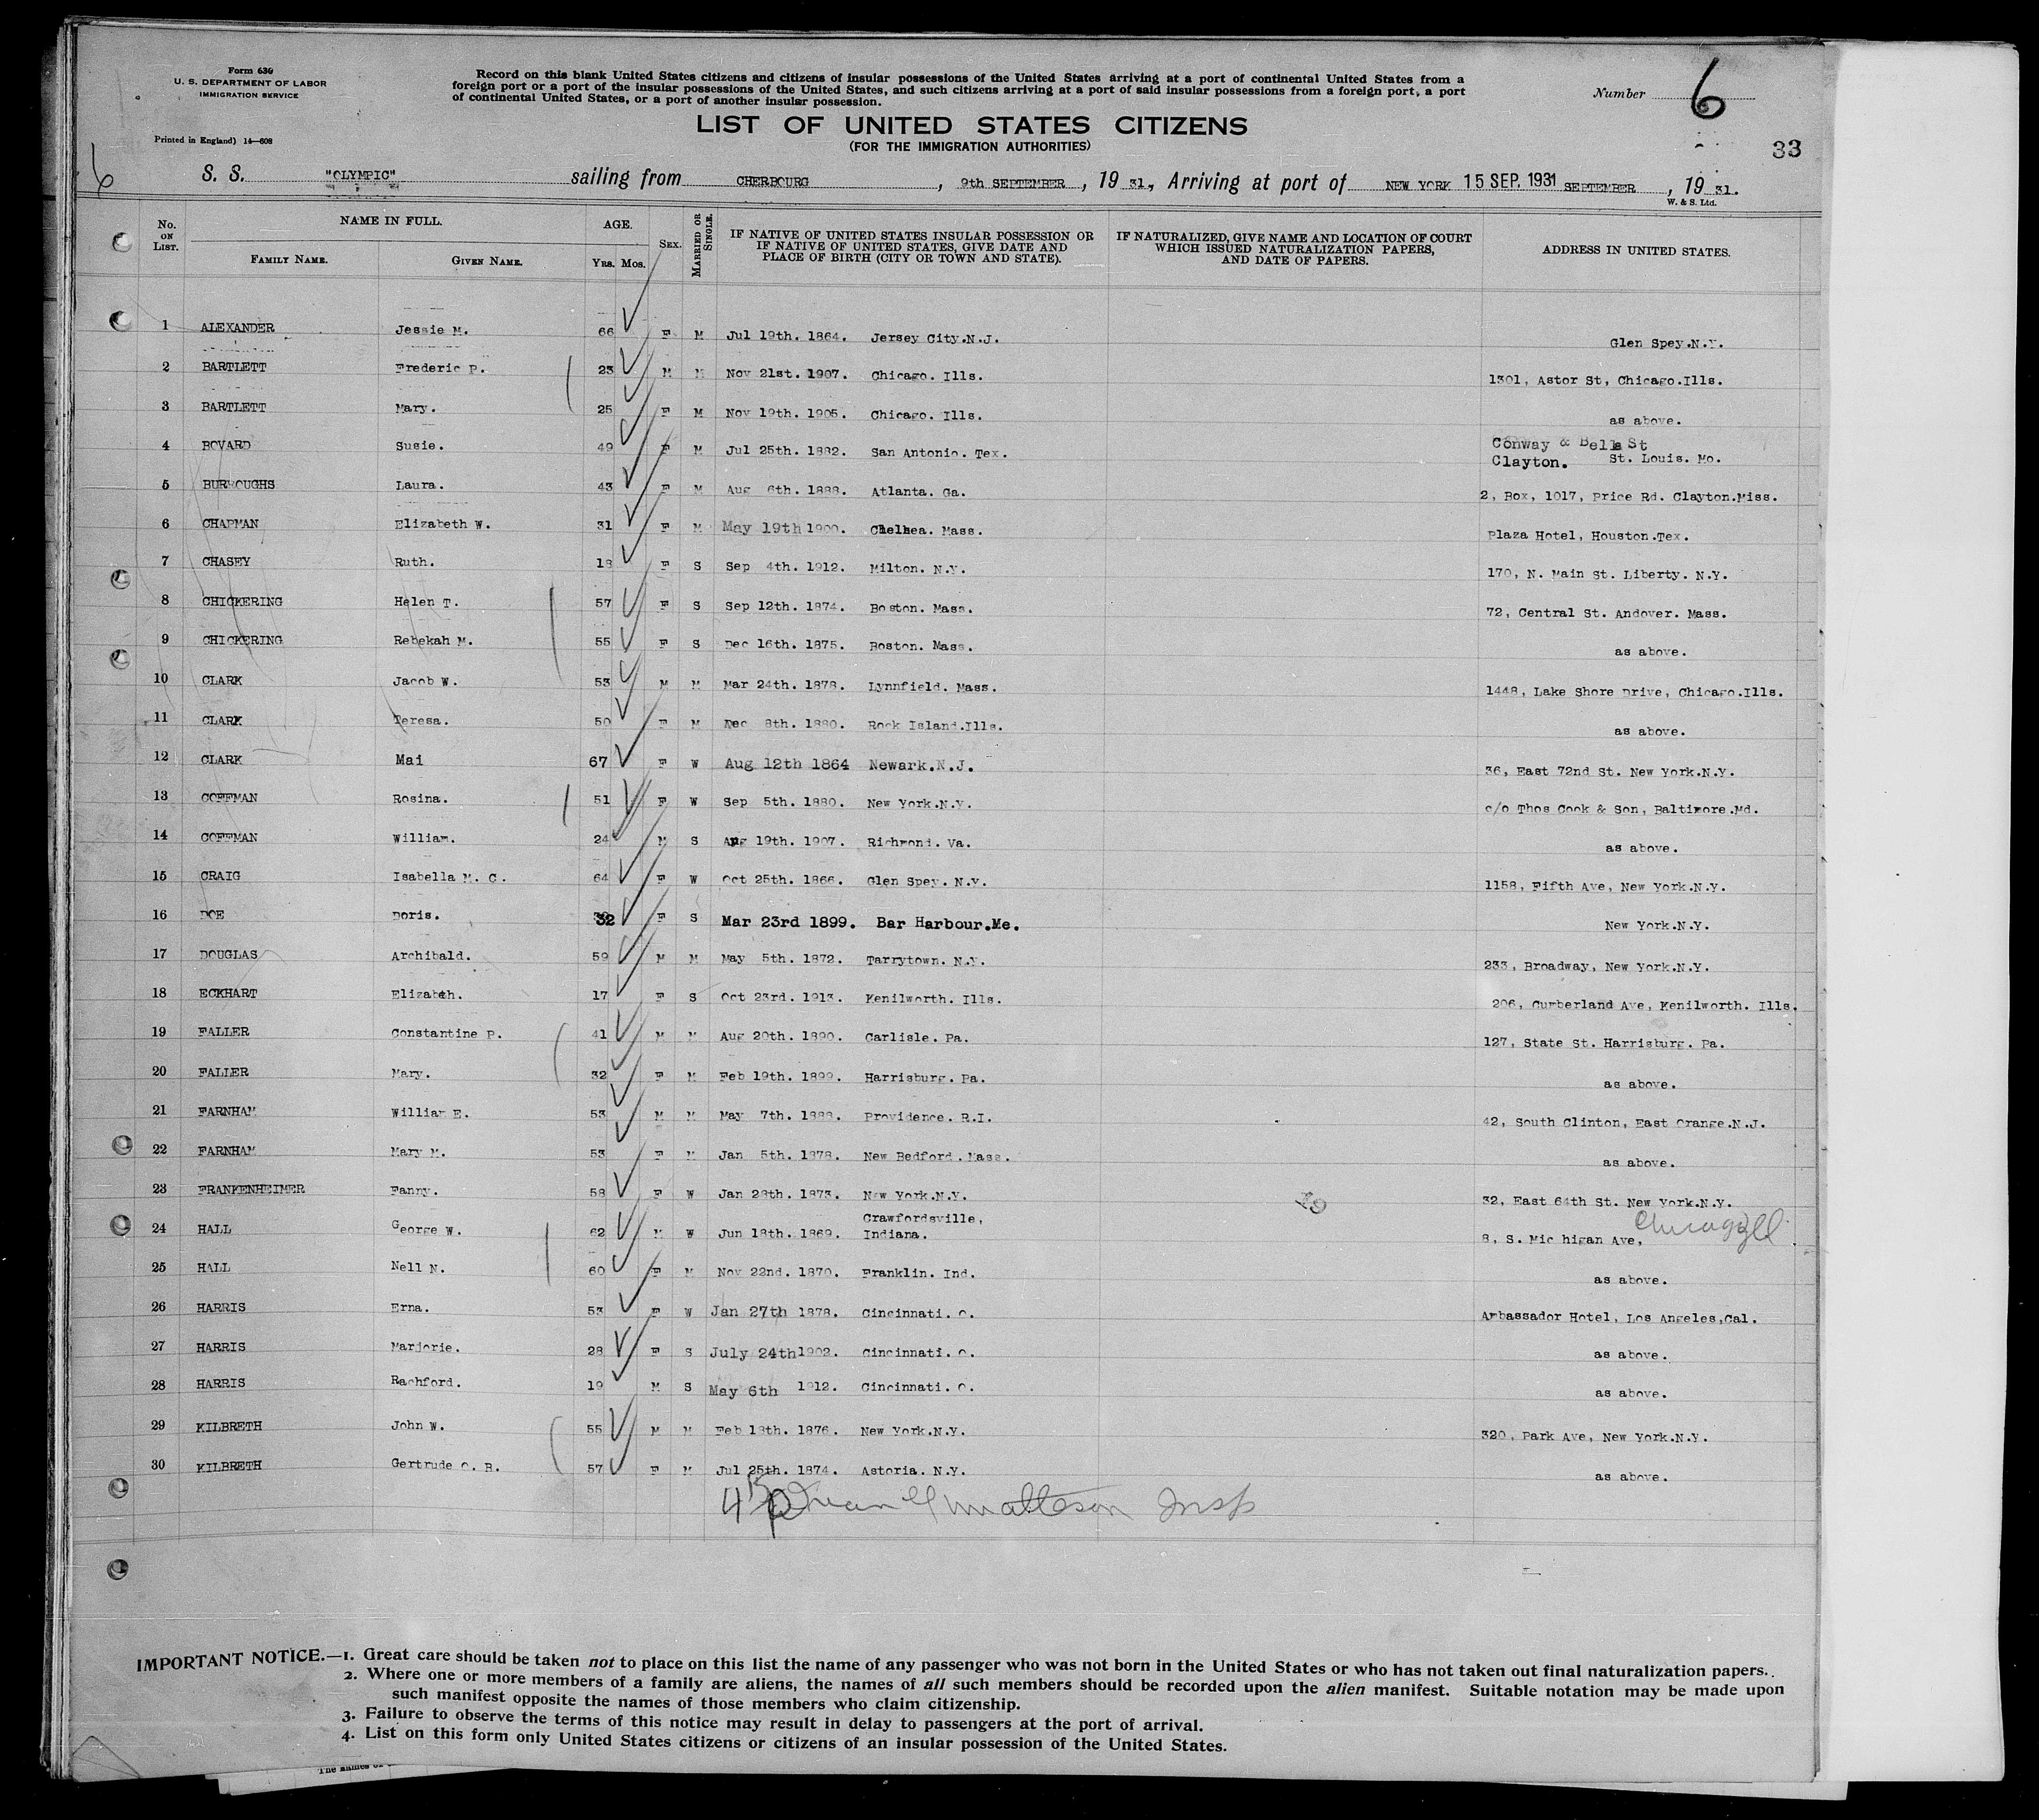 Form 630
U. S. DEPARTMENT OF LABOR
IMMIGRATION SERVICE
Printed in England) 14—608
Record on this blank United States citizens and citizens of insular possessions of the United States arriving at a port of continental United States from a
foreign port or a port of the insular possessions of the United States, and such citizens arriving at a port of said insular possessions from a foreign port, a port
of continental United States, or a port of another insular possession.
Number 6
LIST OF UNITED STATES CITIZENS
(FOR THE IMMIGRATION AUTHORITIES)
33
6
S. S. "OLYMPIC" sailing from CHERBOURG, 9th SEPTEMBER, 19 31., Arriving at port of NEW YORK 15 SEP. 1931 SEPTEMBER, 19 31.
W. & S. Ltd.
No. ON LIST. NAME IN FULL. FAMILY NAME. GIVEN NAME. AGE. YRS. MOS. SEX. MARRIED OR SINGLE. IF NATIVE OF UNITED STATES INSULAR POSSESSION OR IF NATIVE OF UNITED STATES, GIVE DATE AND PLACE OF BIRTH (CITY OR TOWN AND STATE). IF NATURALIZED, GIVE NAME AND LOCATION OF COURT WHICH ISSUED NATURALIZATION PAPERS, AND DATE OF PAPERS. ADDRESS IN UNITED STATES.
1 ALEXANDER Jessie M. 66 F M Jul 19th. 1864. Jersey City.N.J. Glen Spey.N.Y.
2 BARTLETT Frederic P. 23 M M Nov 21st. 1907. Chicago. Ills. 1301, Astor St, Chicago.Ills.
3 BARTLETT Mary. 25 F M Nov 19th. 1905. Chicago. Ills. as above.
4 BOVARD Susie. 49 F M Jul 25th. 1882. San Antonio. Tex. Conway & Bella St
Clayton. St. Louis. Mo.
5 BURROUGHS Laura. 43 F M Aug 6th. 1888. Atlanta. Ga. 2, Box, 1017, Price Rd. Clayton.Miss.
6 CHAPMAN Elizabeth W. 31 F M May 19th 1900. Chelsea. Mass. Plaza Hotel, Houston.Tex.
7 CHASEY Ruth. 18 F S Sep 4th. 1912. Milton. N.Y. 170, N. Main St. Liberty. N.Y.
8 CHICKERING Helen T. 57 F S Sep 12th. 1874. Boston. Mass. 72, Central St. Andover. Mass.
9 CHICKERING Rebekah M. 55 F S Dec 16th. 1875. Boston. Mass. as above.
10 CLARK Jacob W. 53 M M Mar 24th. 1878. Lynnfield. Mass. 1448, Lake Shore Drive, Chicago.Ills.
11 CLARK Teresa. 50 F M Dec 8th. 1880. Rock Island.Ills. as above.
12 CLARK Mai 67 F W Aug 12th 1864 Newark.N.J. 36, East 72nd St. New York.N.Y.
13 COFFMAN Rosina. 51 F W Sep 5th. 1880. New York.N.Y. c/o Thos Cook & Son, Baltimore.Md.
14 COFFMAN William. 24 M S Aug 19th. 1907. Richmond. Va. as above.
15 CRAIG Isabella M. C. 64 F W Oct 25th. 1866. Glen Spey. N.Y. 1158, Fifth Ave, New York.N.Y.
16 DOE Doris. 32 F S Mar 23rd 1899. Bar Harbour.Me. New York.N.Y.
17 DOUGLAS Archibald. 59 M M May 5th. 1872. Tarrytown. N.Y. 233, Broadway, New York.N.Y.
18 ECKHART Elizabeth. 17 F S Oct 23rd. 1913. Kenilworth. Ills. 206, Cumberland Ave, Kenilworth. Ills.
19 FALLER Constantine P. 41 M M Aug 20th. 1890. Carlisle. Pa. 127, State St. Harrisburg. Pa.
20 FALLER Mary. 32 F M Feb 19th. 1899. Harrisburg. Pa. as above.
21 FARNHAM William E. 53 M M May 7th. 1888. Providence. R.I. 42, South Clinton, East Orange.N.J.
22 FARNHAM Mary M. 53 F M Jan 5th. 1878. New Bedford.Mass. as above.
23 FRANKENHEIMER Fanny. 58 F W Jan 28th. 1873. New York.N.Y. 32, East 64th St. New York.N.Y.
24 HALL George W. 62 M W Jun 18th. 1869. Crawfordsville,
Indiana. 8, S. Michigan Ave, Chicago Ill
25 HALL Nell N. 60 F M Nov 22nd. 1870. Franklin. Ind. as above.
26 HARRIS Erna. 53 F W Jan 27th 1878. Cincinnati. O. Ambassador Hotel, Los Angeles,Cal.
27 HARRIS Marjorie. 28 F S July 24th 1902. Cincinnati. O. as above.
28 HARRIS Rachford. 19 M S May 6th 1912. Cincinnati. O. as above.
29 KILBRETH John W. 55 M M Feb 18th. 1876. New York.N.Y. 320, Park Ave, New York.N.Y.
30 KILBRETH Gertrude C. B. 57 F M Jul 25th. 1874. Astoria. N.Y. as above.
Matteson Insp
IMPORTANT NOTICE.—1. Great care should be taken not to place on this list the name of any passenger who was not born in the United States or who has not taken out final naturalization papers.
2. Where one or more members of a family are aliens, the names of all such members should be recorded upon the alien manifest. Suitable notation may be made upon
such manifest opposite the names of those members who claim citizenship.
3. Failure to observe the terms of this notice may result in delay to passengers at the port of arrival.
4. List on this form only United States citizens or citizens of an insular possession of the United States.